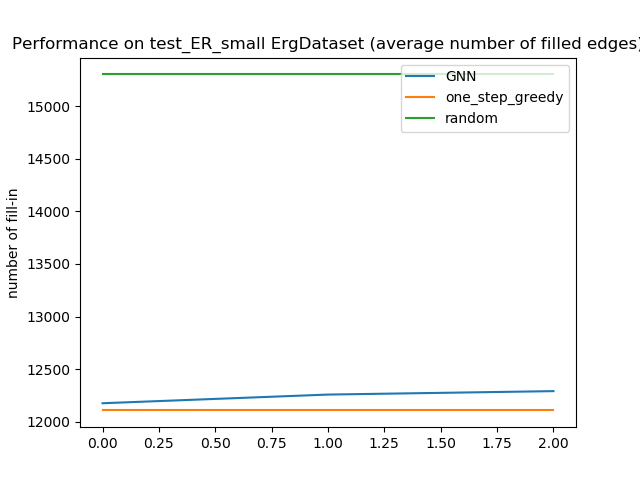 Performance on test_ER_small ErgDataset (average number of filled edges)
GNN
one_step_greedy
random
number of fill-in
15000
14500
14000
13500
13000
12500
12000
0.00 0.25 0.50 0.75 1.00 1.25 1.50 1.75 2.00